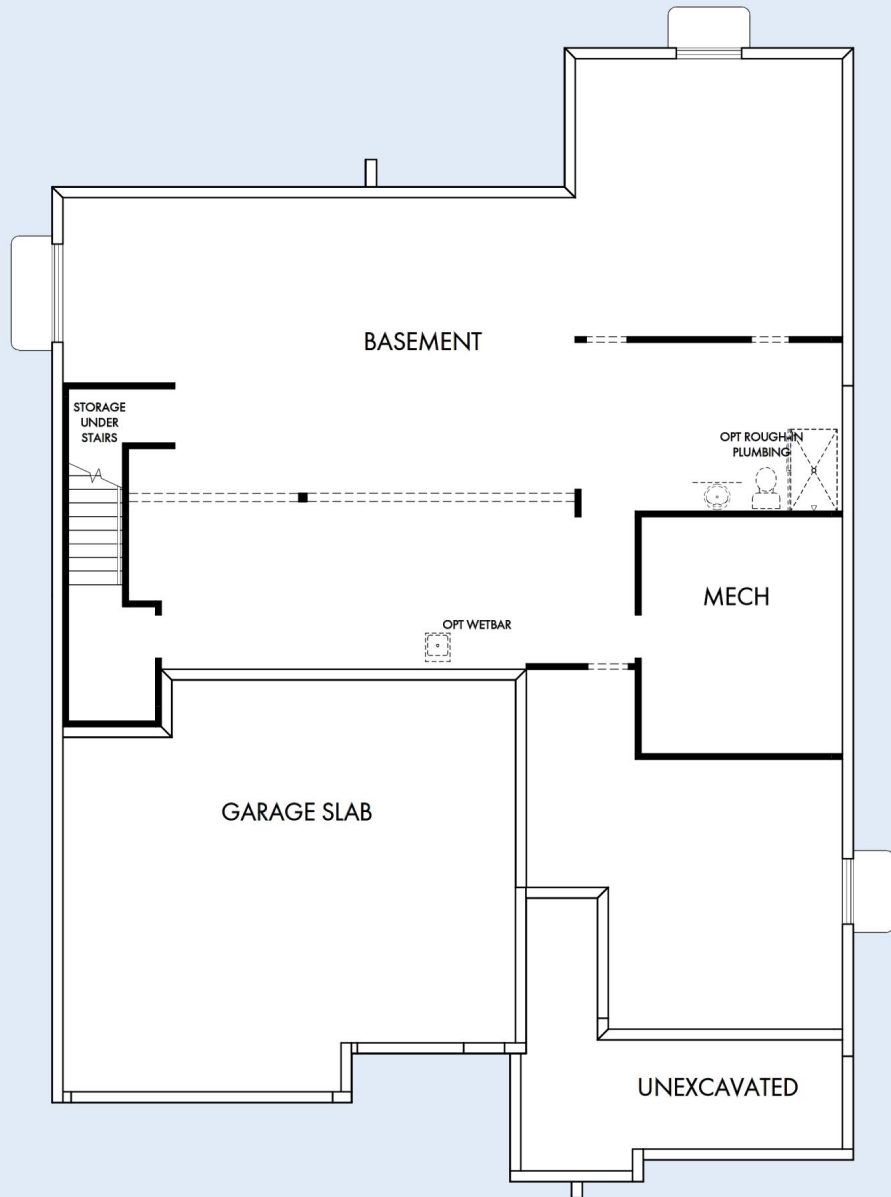 BASEMENT
STORAGE
UNDER
STAIRS
OPT ROUGH-IN
PLUMBING
MECH
OPT WETBAR
GARAGE SLAB
UNEXCAVATED